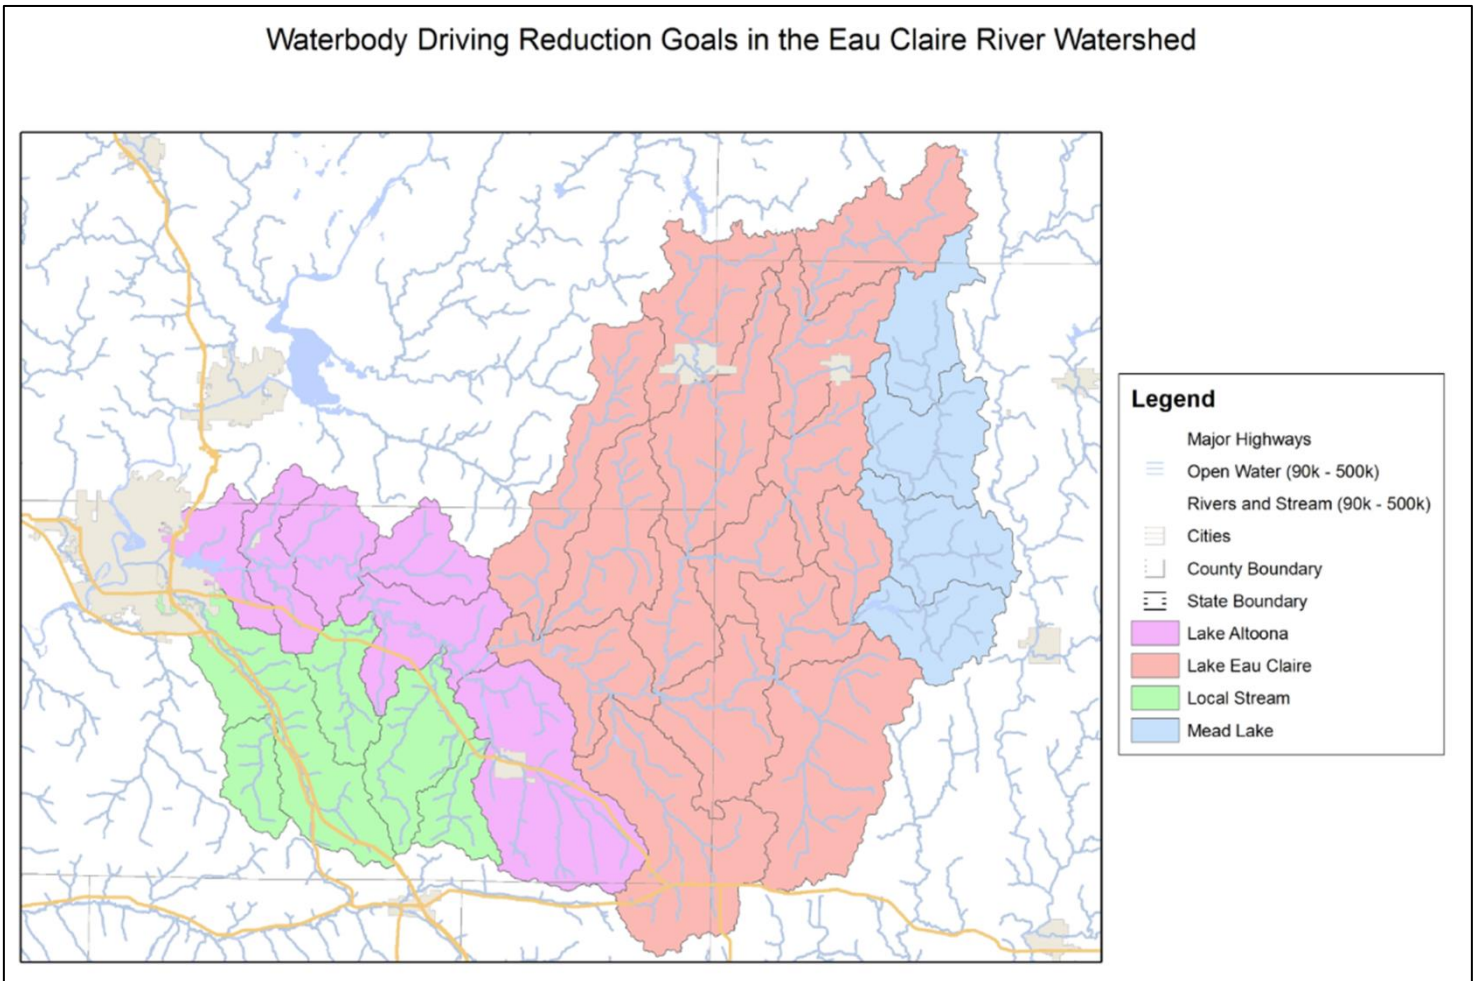 Waterbody Driving Reduction Goals in the Eau Claire River Watershed
Legend
Major Highways
Open Water (90k - 500k)
Rivers and Stream (90k - 500k)
Cities
County Boundary
State Boundary
Lake Altoona
Lake Eau Claire
Local Stream
Mead Lake